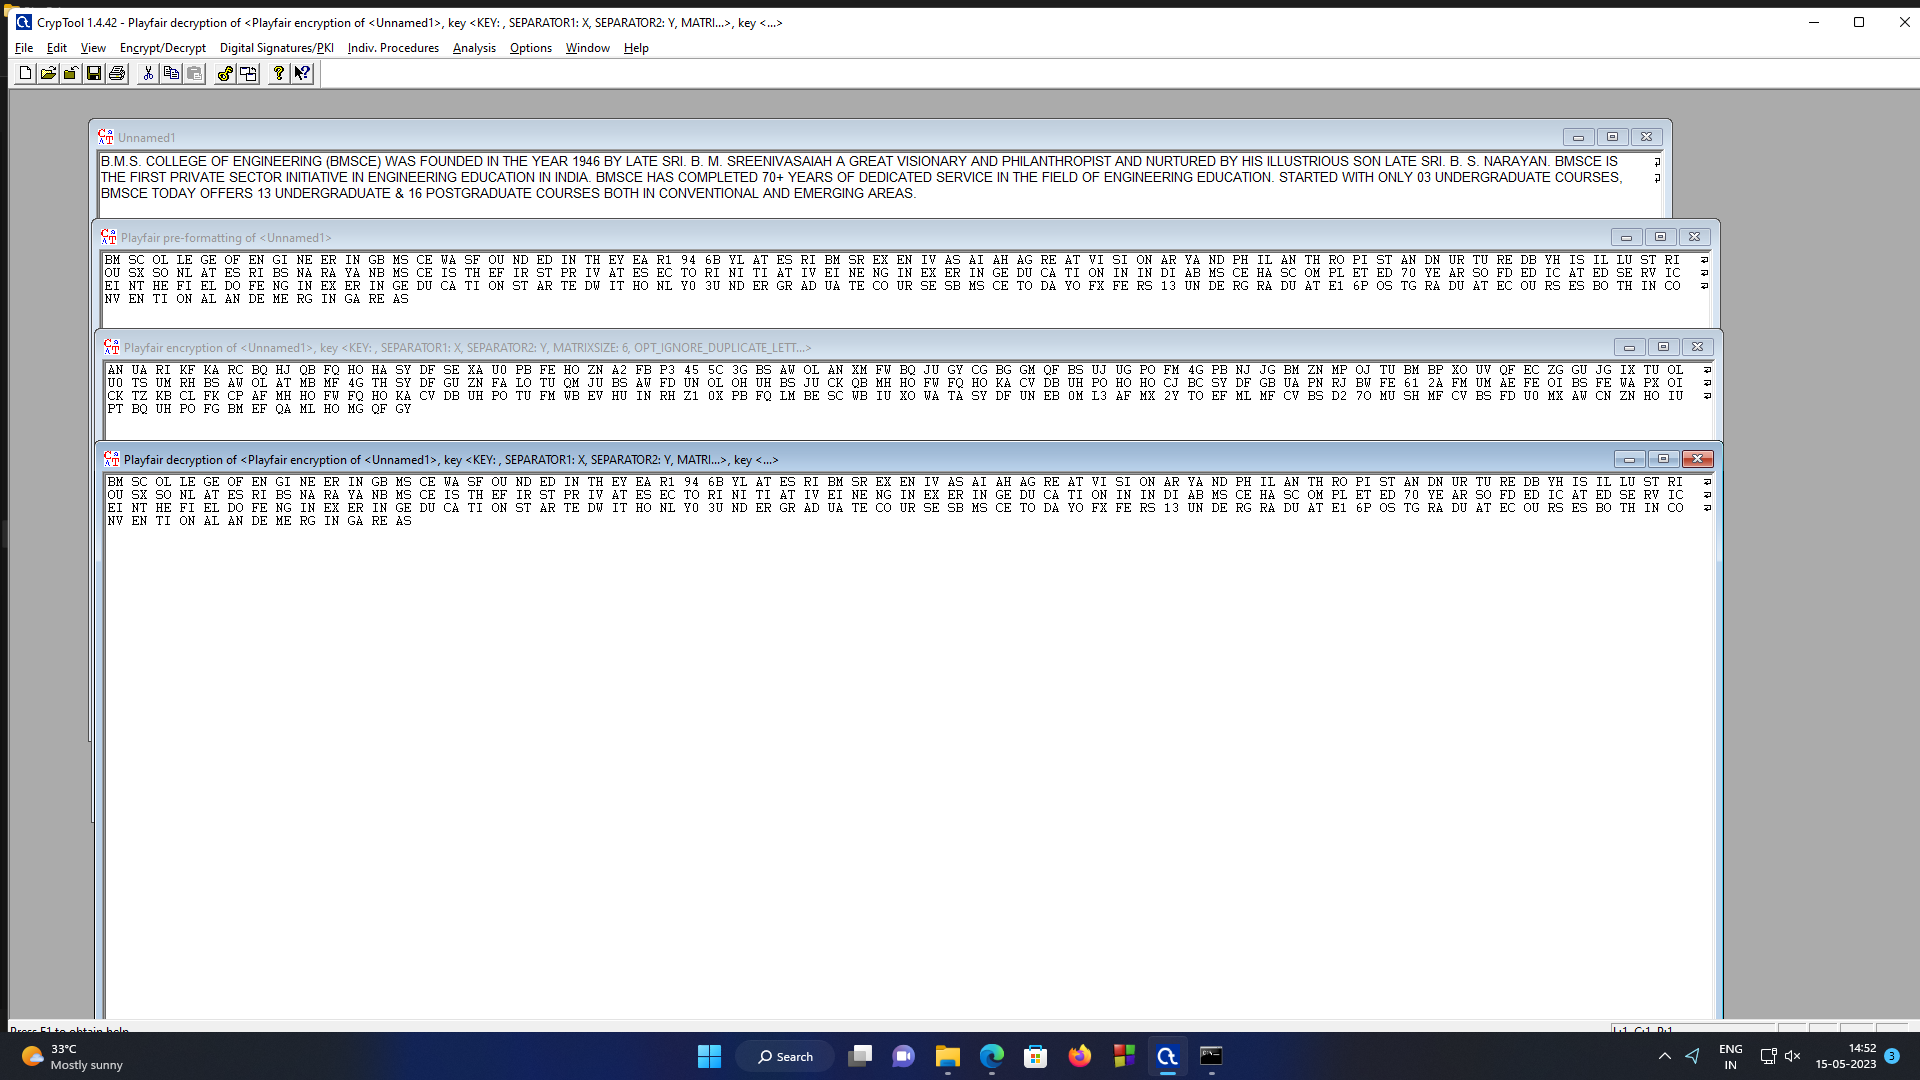 CrypTool 1.4.42 - Playfair decryption of <Playfair encryption of <Unnamed1>, key <KEY: , SEPARATOR1: X, SEPARATOR2: Y, MATRI...>, key <...>
File Edit View Encrypt/Decrypt Digital Signatures/PKI Indiv. Procedures Analysis Options Window Help
Unnamed1
B.M.S. COLLEGE OF ENGINEERING (BMSCE) WAS FOUNDED IN THE YEAR 1946 BY LATE SRI. B. M. SREENIVASAIAH A GREAT VISIONARY AND PHILANTHROPIST AND NURTURED BY HIS ILLUSTRIOUS SON LATE SRI. B. S. NARAYAN. BMSCE IS
THE FIRST PRIVATE SECTOR INITIATIVE IN ENGINEERING EDUCATION IN INDIA. BMSCE HAS COMPLETED 70+ YEARS OF DEDICATED SERVICE IN THE FIELD OF ENGINEERING EDUCATION. STARTED WITH ONLY 03 UNDERGRADUATE COURSES,
BMSCE TODAY OFFERS 13 UNDERGRADUATE & 16 POSTGRADUATE COURSES BOTH IN CONVENTIONAL AND EMERGING AREAS.
Playfair pre-formatting of <Unnamed1>
BM SC OL LE GE OF EN GI NE ER IN GB MS CE WA SF OU ND ED IN TH EY EA R1 94 6B YL AT ES RI BM SR EX EN IV AS AI AH AG RE AT VI SI ON AR YA ND PH IL AN TH RO PI ST AN DN UR TU RE DB YH IS IL LU ST RI
OU SX SO NL AT ES RI BS NA RA YA NB MS CE IS TH EF IR ST PR IV AT ES EC TO RI NI TI AT IV EI NE NG IN EX ER IN GE DU CA TI ON IN IN DI AB MS CE HA SC OM PL ET ED 70 YE AR SO FD ED IC AT ED SE RV IC
EI NT HE FI EL DO FE NG IN EX ER IN GE DU CA TI ON ST AR TE DW IT HO NL Y0 3U ND ER GR AD UA TE CO UR SE SB MS CE TO DA YO FX FE RS 13 UN DE RG RA DU AT E1 6P OS TG RA DU AT EC OU RS ES BO TH IN CO
NV EN TI ON AL AN DE ME RG IN GA RE AS
Playfair encryption of <Unnamed1>, key <KEY: , SEPARATOR1: X, SEPARATOR2: Y, MATRIXSIZE: 6, OPT_IGNORE_DUPLICATE_LETT...>
AN UA RI KF KA RC BQ HJ QB FQ HO HA SY DF SE XA U0 PB FE HO ZN A2 FB P3 45 5C 3G BS AW OL AN XM FW BQ JU GY CG BG GM QF BS UJ UG PO FM 4G PB NJ JG BM ZN MP OJ TU BM BP XO UV QF EC ZG GU JG IX TU OL
U0 TS UM RH BS AW OL AT MB MF 4G TH SY DF GU ZN FA LO TU QM JU BS AW FD UN OL OH UH BS JU CK QB MH HO FW FQ HO KA CV DB UH PO HO HO CJ BC SY DF GB UA PN RJ BW FE 61 2A FM UM AE FE OI BS FE WA PX OI
CK TZ KB CL FK CP AF MH HO FW FQ HO KA CV DB UH PO TU FM WB EV HU IN RH Z1 0X PB FQ LM BE SC WB IU XO WA TA SY DF UN EB 0M L3 AF MX 2Y TO EF ML MF CV BS D2 7O MU SH MF CV BS FD U0 MX AW CN ZN HO IU
PT BQ UH PO FG BM EF QA ML HO MG QF GY
Playfair decryption of <Playfair encryption of <Unnamed1>, key <KEY: , SEPARATOR1: X, SEPARATOR2: Y, MATRI...>, key <...>
BM SC OL LE GE OF EN GI NE ER IN GB MS CE WA SF OU ND ED IN TH EY EA R1 94 6B YL AT ES RI BM SR EX EN IV AS AI AH AG RE AT VI SI ON AR YA ND PH IL AN TH RO PI ST AN DN UR TU RE DB YH IS IL LU ST RI
OU SX SO NL AT ES RI BS NA RA YA NB MS CE IS TH EF IR ST PR IV AT ES EC TO RI NI TI AT IV EI NE NG IN EX ER IN GE DU CA TI ON IN IN DI AB MS CE HA SC OM PL ET ED 70 YE AR SO FD ED IC AT ED SE RV IC
EI NT HE FI EL DO FE NG IN EX ER IN GE DU CA TI ON ST AR TE DW IT HO NL Y0 3U ND ER GR AD UA TE CO UR SE SB MS CE TO DA YO FX FE RS 13 UN DE RG RA DU AT E1 6P OS TG RA DU AT EC OU RS ES BO TH IN CO
NV EN TI ON AL AN DE ME RG IN GA RE AS
Press F1 to obtain help
L:1 C:1 P:1
33°C
Mostly sunny
Search
ENG
IN
14:52
15-05-2023
3